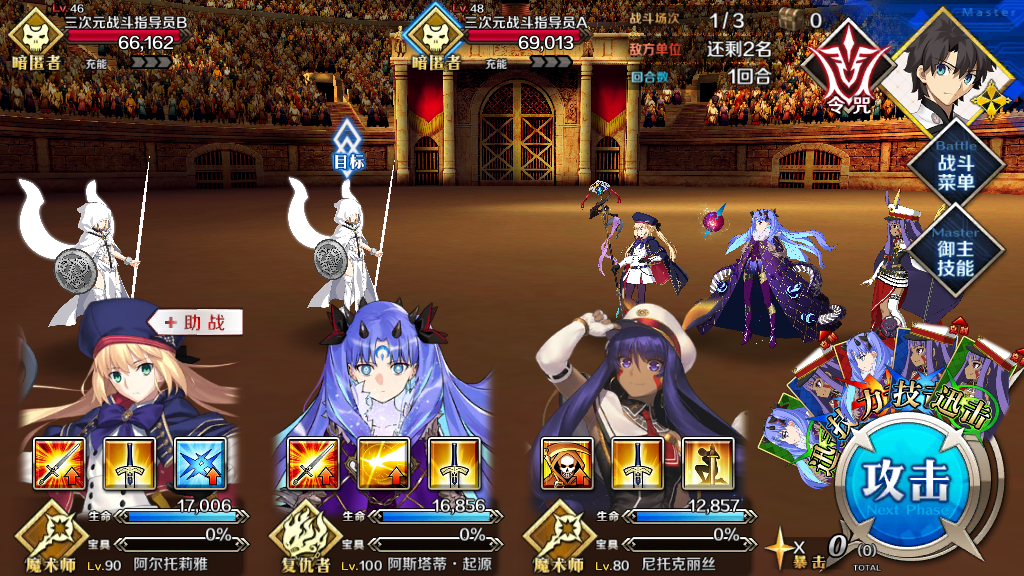 Lv.46
三次元战斗指导员B
66,162
暗匿者
充能
Lv.48
三次元战斗指导员A
69,013
暗匿者
充能
战斗场次 1/3
0
敌方单位 还剩2名
回合数 1回合
令咒
Master
Battle
战斗
菜单
Master
御主
技能
目标
+助战
迅
技
力
技
迅击
攻击
Next Phase
生命 17,006
宝具 0%
魔术师 Lv.90 阿尔托莉雅
生命 16,856
宝具 0%
复仇者 Lv.100 阿斯塔蒂·起源
生命 12,857
宝具 0%
魔术师 Lv.80 尼托克丽丝
X
暴击
0
(0)
TOTAL